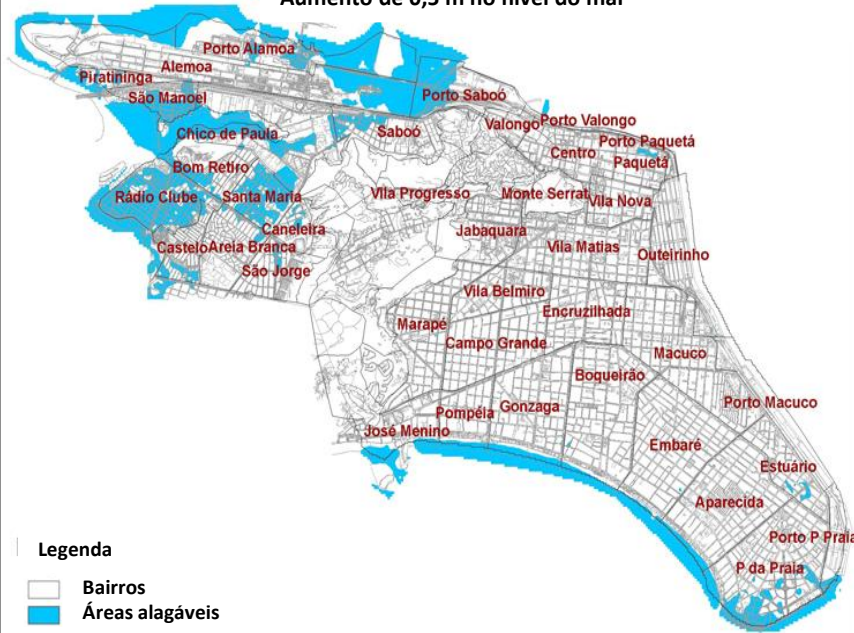 Aumento de 0,5 m no nível do mar
Porto Alamoa
Alemoa
Piratininga
São Manoel
Porto Saboó
Chico de Paula
Saboó
Valongo
Porto Valongo
Porto Paquetá
Centro
Paquetá
Bom Retiro
Rádio Clube
Santa Maria
Vila Progresso
Monte Serrat
Vila Nova
Caneleira
Jabaquara
Castelo
Areia Branca
Vila Matias
Outeirinho
São Jorge
Vila Belmiro
Encruzilhada
Marapé
Campo Grande
Macuco
Boqueirão
Porto Macuco
Pompéia
Gonzaga
José Menino
Embaré
Estuário
Aparecida
Porto P Praia
P da Praia
Legenda
Bairros
Áreas alagáveis